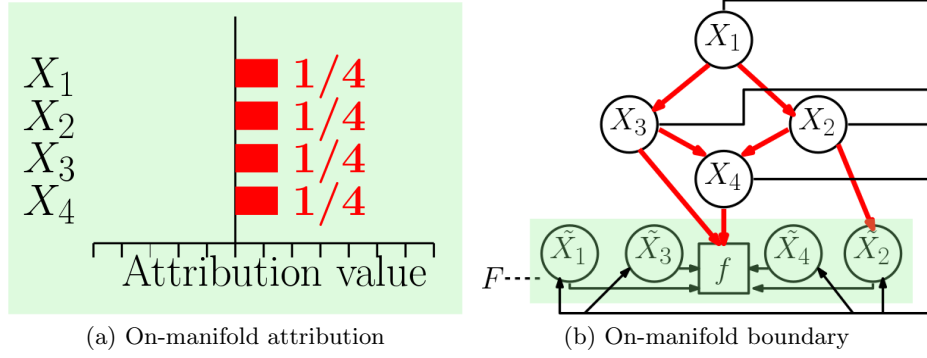 X₁ 1/4
X₂ 1/4
X₃ 1/4
X₄ 1/4
Attribution value
(a) On-manifold attribution
X₁
X₃ X₂
X₄
F X̃₁ X̃₃ f X̃₄ X̃₂
(b) On-manifold boundary